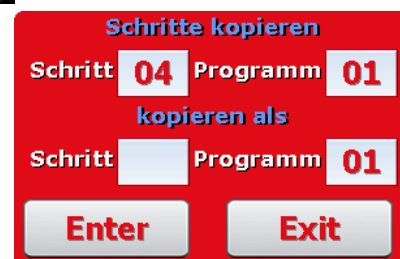 Schritte kopieren
Schritt 04 Programm 01
kopieren als
Schritt Programm 01
Enter Exit